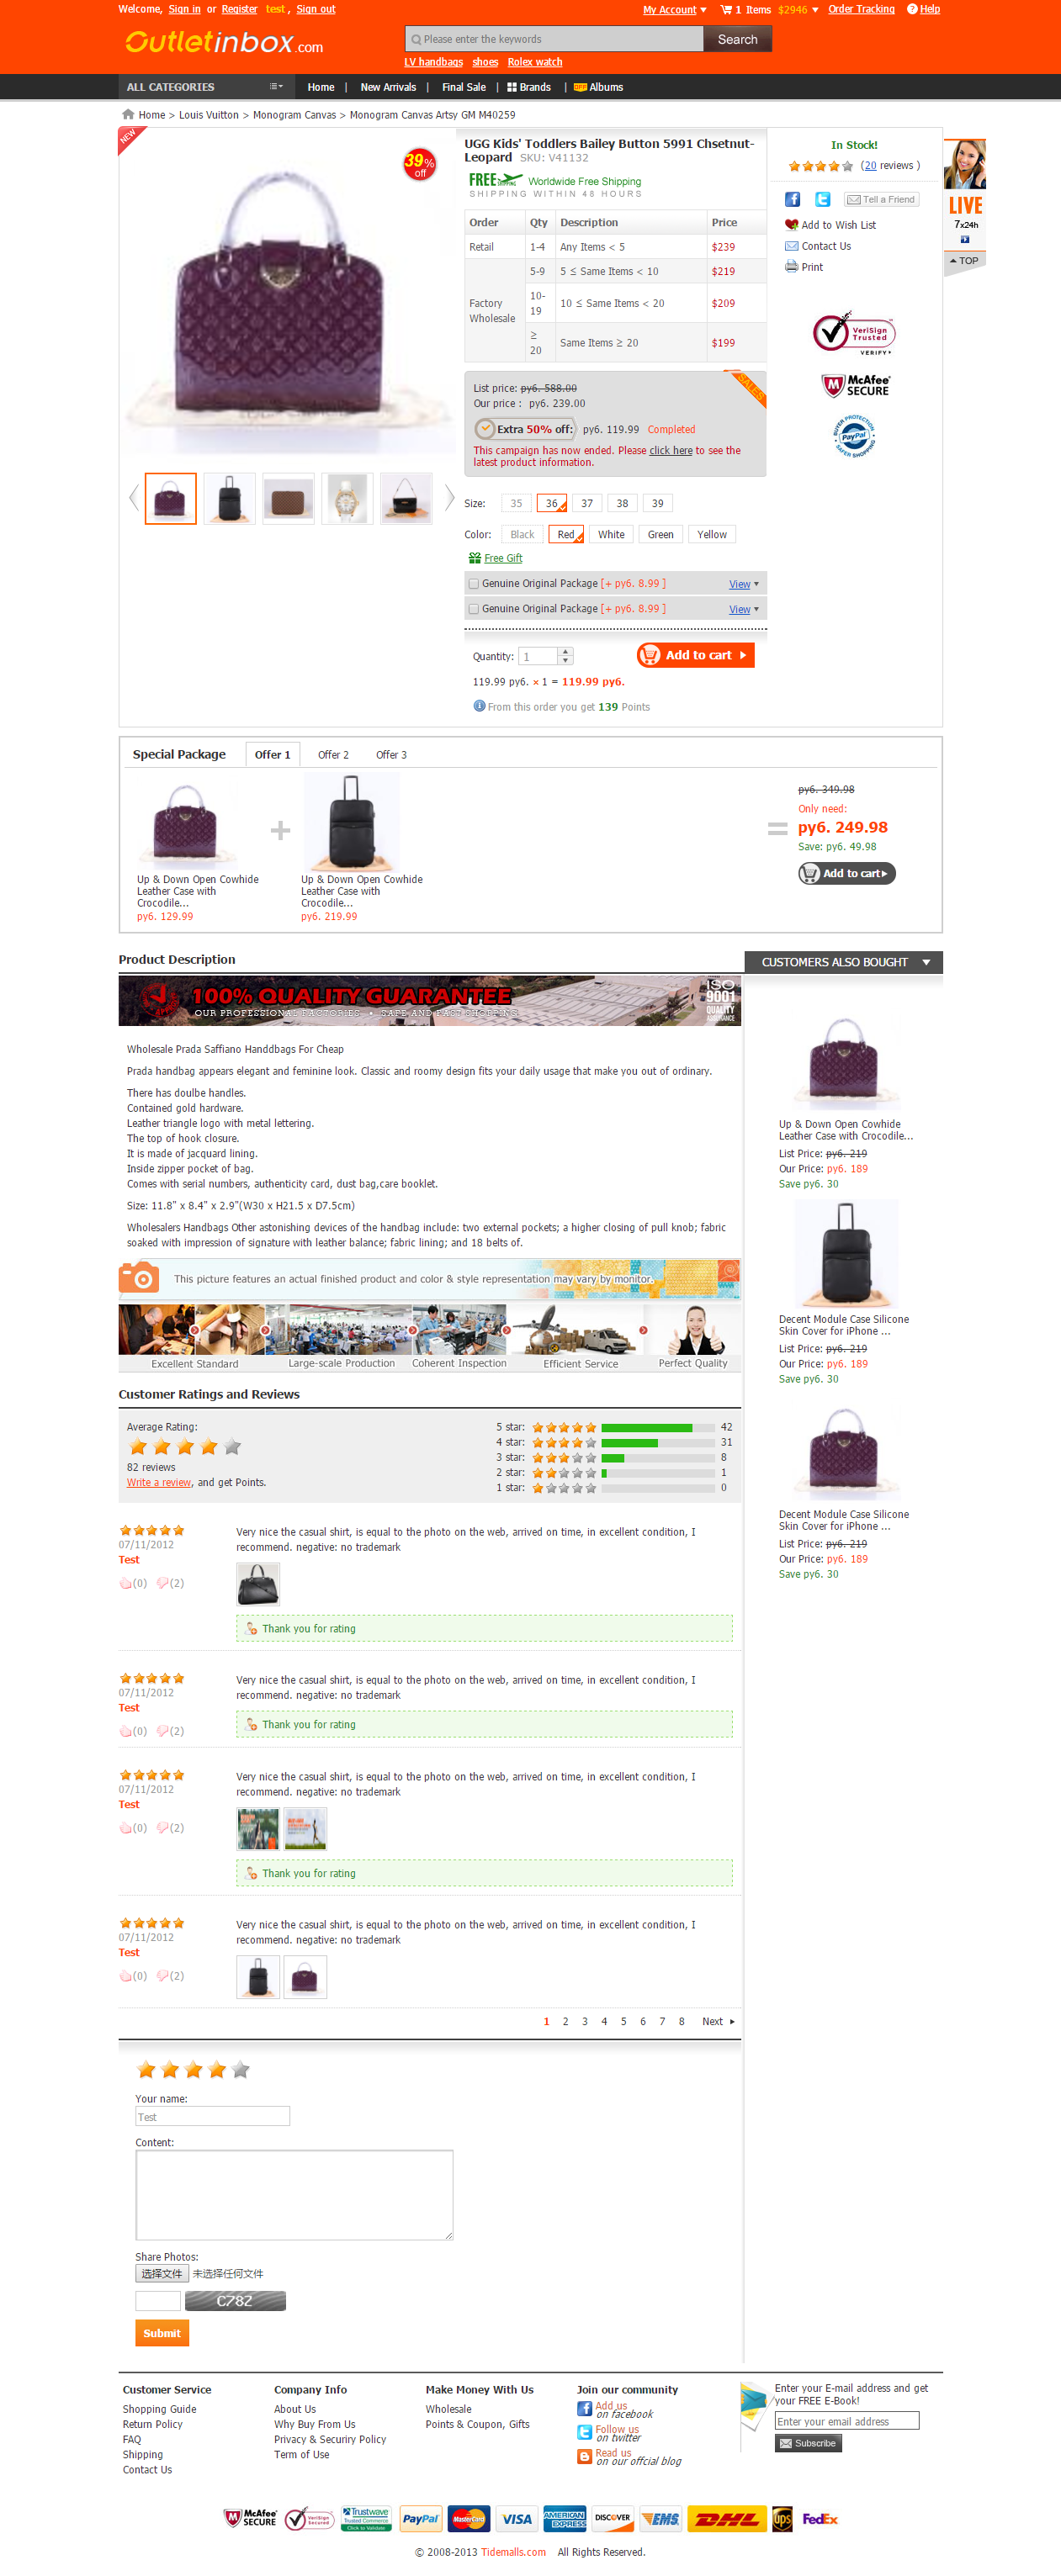 Welcome, Sign in or Register test , Sign out
My Account 1 Items $2946 Order Tracking Help
Outletinbox.com
Please enter the keywords
Search
LV handbags shoes Rolex watch
ALL CATEGORIES
Home | New Arrivals | Final Sale | Brands | Albums
Home > Louis Vuitton > Monogram Canvas > Monogram Canvas Artsy GM M40259
NEW
39% off
UGG Kids' Toddlers Bailey Button 5991 Chsetnut-
Leopard SKU: V41132
FREE SHIPPING Worldwide Free Shipping
SHIPPING WITHIN 48 HOURS
Order Qty Description Price
Retail 1-4 Any Items < 5 $239
Factory Wholesale
5-9 5 ≤ Same Items < 10 $219
10-19 10 ≤ Same Items < 20 $209
≥ 20 Same Items ≥ 20 $199
SALES
List price: py6. 588.00
Our price : py6. 239.00
Extra 50% off: py6. 119.99 Completed
This campaign has now ended. Please click here to see the
latest product information.
Size: 35 36 37 38 39
Color: Black Red White Green Yellow
Free Gift
Genuine Original Package [+ py6. 8.99 ] View
Genuine Original Package [+ py6. 8.99 ] View
Quantity: 1
Add to cart
119.99 py6. × 1 = 119.99 py6.
From this order you get 139 Points
In Stock!
(20 reviews )
Tell a Friend
Add to Wish List
Contact Us
Print
VeriSign Trusted
VERIFY
McAfee SECURE
BUYER PROTECTION
PayPal
SAFER SHOPPING
LIVE
7x24h
TOP
Special Package Offer 1 Offer 2 Offer 3
Up & Down Open Cowhide
Leather Case with
Crocodile...
py6. 129.99
+
Up & Down Open Cowhide
Leather Case with
Crocodile...
py6. 219.99
=
py6. 349.98
Only need:
py6. 249.98
Save: py6. 49.98
Add to cart
Product Description
CUSTOMERS ALSO BOUGHT
100% QUALITY GUARANTEE
OUR PROFESSIONAL FACTORIES • SAFE AND FAST SHOPPING
ISO
9001
QUALITY
ASSURANCE
Wholesale Prada Saffiano Handdbags For Cheap
Prada handbag appears elegant and feminine look. Classic and roomy design fits your daily usage that make you out of ordinary.
There has doulbe handles.
Contained gold hardware.
Leather triangle logo with metal lettering.
The top of hook closure.
It is made of jacquard lining.
Inside zipper pocket of bag.
Comes with serial numbers, authenticity card, dust bag,care booklet.
Size: 11.8" x 8.4" x 2.9"(W30 x H21.5 x D7.5cm)
Wholesalers Handbags Other astonishing devices of the handbag include: two external pockets; a higher closing of pull knob; fabric
soaked with impression of signature with leather balance; fabric lining; and 18 belts of.
This picture features an actual finished product and color & style representation may vary by monitor.
Excellent Standard Large-scale Production Coherent Inspection Efficient Service Perfect Quality
Up & Down Open Cowhide
Leather Case with Crocodile...
List Price: py6. 219
Our Price: py6. 189
Save py6. 30
Decent Module Case Silicone
Skin Cover for iPhone ...
List Price: py6. 219
Our Price: py6. 189
Save py6. 30
Decent Module Case Silicone
Skin Cover for iPhone ...
List Price: py6. 219
Our Price: py6. 189
Save py6. 30
Customer Ratings and Reviews
Average Rating:
82 reviews
Write a review, and get Points.
5 star: 42
4 star: 31
3 star: 8
2 star: 1
1 star: 0
07/11/2012
Test
(0) (2)
Very nice the casual shirt, is equal to the photo on the web, arrived on time, in excellent condition, I
recommend. negative: no trademark
Thank you for rating
07/11/2012
Test
(0) (2)
Very nice the casual shirt, is equal to the photo on the web, arrived on time, in excellent condition, I
recommend. negative: no trademark
Thank you for rating
07/11/2012
Test
(0) (2)
Very nice the casual shirt, is equal to the photo on the web, arrived on time, in excellent condition, I
recommend. negative: no trademark
Thank you for rating
07/11/2012
Test
(0) (2)
Very nice the casual shirt, is equal to the photo on the web, arrived on time, in excellent condition, I
recommend. negative: no trademark
1 2 3 4 5 6 7 8 Next
Your name:
Test
Content:
Share Photos:
选择文件 未选择任何文件
C782
Submit
Customer Service
Shopping Guide
Return Policy
FAQ
Shipping
Contact Us
Company Info
About Us
Why Buy From Us
Privacy & Securiry Policy
Term of Use
Make Money With Us
Wholesale
Points & Coupon, Gifts
Join our community
Add us
on facebook
Follow us
on twitter
Read us
on our offcial blog
Enter your E-mail address and get
your FREE E-Book!
Enter your email address
Subscribe
McAfee SECURE VeriSign Secured Trustwave Trusted Commerce Click to Validate PayPal MasterCard VISA AMERICAN EXPRESS DISCOVER EMS DHL ups FedEx
© 2008-2013 Tidemalls.com All Rights Reserved.